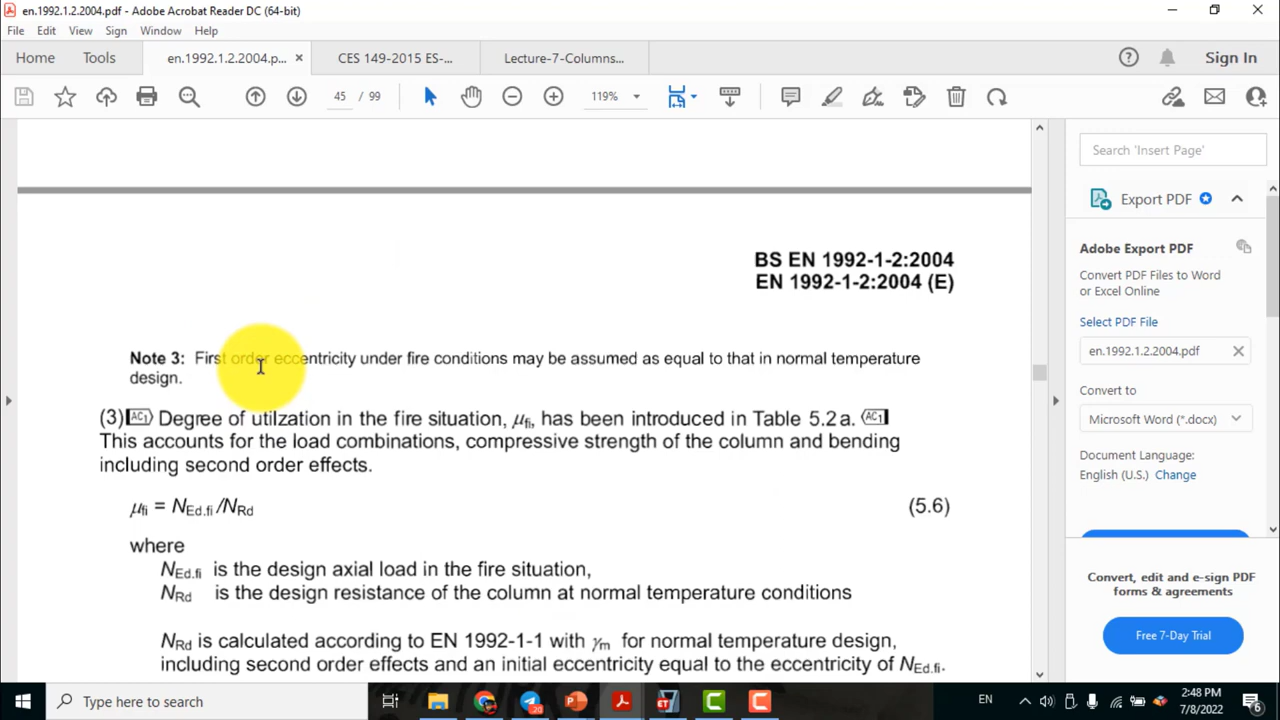 en.1992.1.2.2004.pdf - Adobe Acrobat Reader DC (64-bit)
File Edit View Sign Window Help
Home Tools en.1992.1.2.2004.p... × CES 149-2015 ES-... Lecture-7-Columns... Sign In
45 / 99 119%
Search 'Insert Page'
Export PDF
Adobe Export PDF
Convert PDF Files to Word
or Excel Online
Select PDF File
en.1992.1.2.2004.pdf
Convert to
Microsoft Word (*.docx)
Document Language:
English (U.S.) Change
Convert, edit and e-sign PDF
forms & agreements
Free 7-Day Trial
BS EN 1992-1-2:2004
EN 1992-1-2:2004 (E)
Note 3: First order eccentricity under fire conditions may be assumed as equal to that in normal temperature
design.
(3) AC1 Degree of utilzation in the fire situation, μfi, has been introduced in Table 5.2a. AC1
This accounts for the load combinations, compressive strength of the column and bending
including second order effects.
μfi = NEd.fi /NRd (5.6)
where
NEd.fi is the design axial load in the fire situation,
NRd is the design resistance of the column at normal temperature conditions
NRd is calculated according to EN 1992-1-1 with γm for normal temperature design,
including second order effects and an initial eccentricity equal to the eccentricity of NEd.fi.
Type here to search
20
EN
2:48 PM
7/8/2022
6